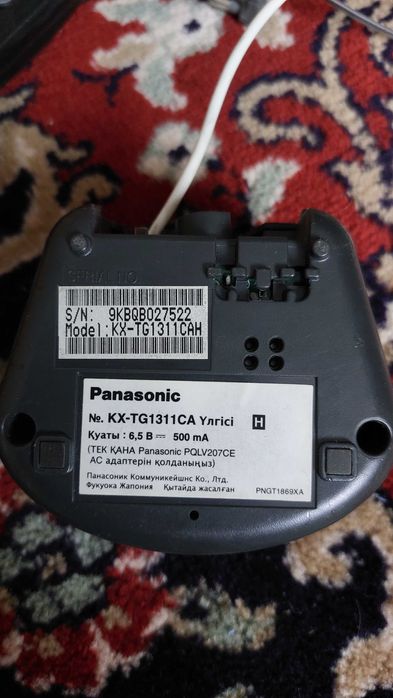 SERIAL NO.
S/N: 9KBQB027522
Model:KX-TG1311CAH
Panasonic
№. KX-TG1311CA Үлгісі H
Қуаты : 6,5 В ⎓ 500 mA
(ТЕК ҚАНА Panasonic PQLV207CE
АС адаптерін қолданыңыз)
Панасоник Коммуникейшнс Ко., Лтд.
Фукуока Жапония Қытайда жасалған PNGT1869XA